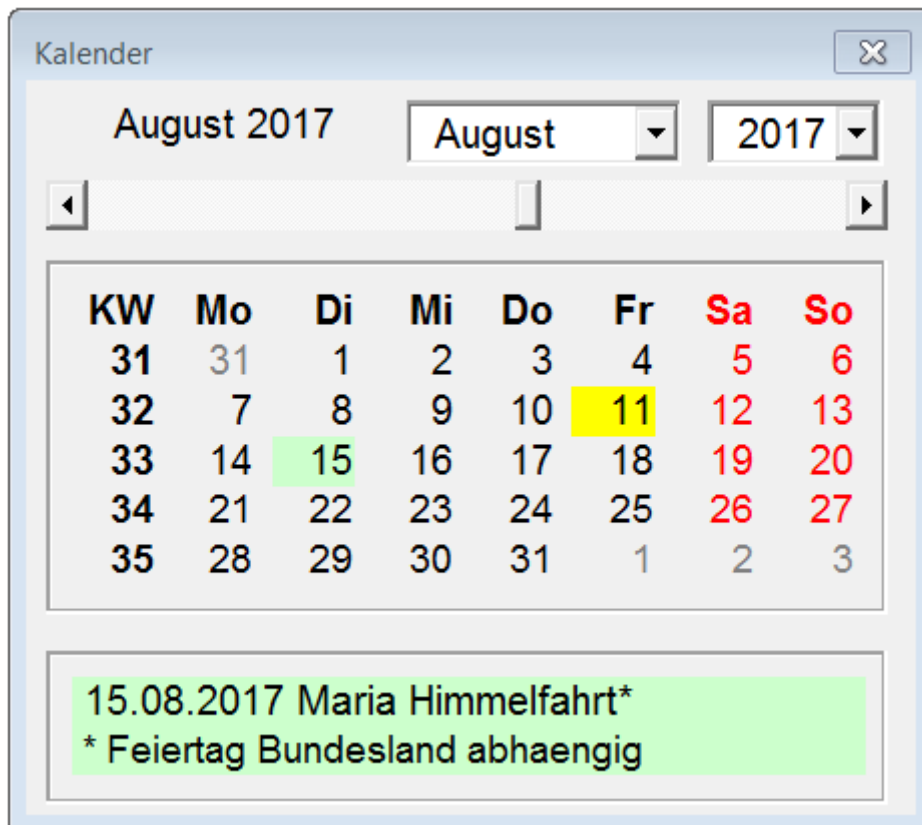 Kalender
August 2017 August 2017
KW Mo Di Mi Do Fr Sa So
31 31 1 2 3 4 5 6
32 7 8 9 10 11 12 13
33 14 15 16 17 18 19 20
34 21 22 23 24 25 26 27
35 28 29 30 31 1 2 3
15.08.2017 Maria Himmelfahrt*
* Feiertag Bundesland abhaengig